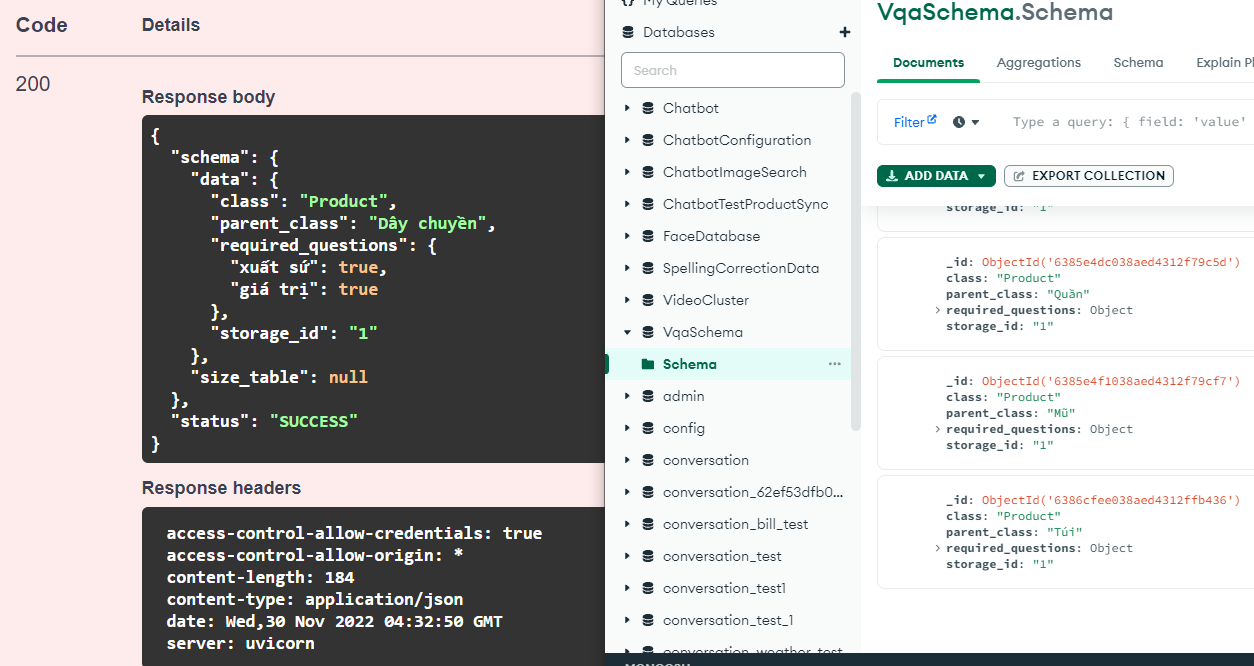 Code Details
200
Response body
{
"schema": {
"data": {
"class": "Product",
"parent_class": "Dây chuyền",
"required_questions": {
"xuất sứ": true,
"giá trị": true
},
"storage_id": "1"
},
"size_table": null
},
"status": "SUCCESS"
}
Response headers
access-control-allow-credentials: true
access-control-allow-origin: *
content-length: 184
content-type: application/json
date: Wed,30 Nov 2022 04:32:50 GMT
server: uvicorn
My Queries
Databases
Search
Chatbot
ChatbotConfiguration
ChatbotImageSearch
ChatbotTestProductSync
FaceDatabase
SpellingCorrectionData
VideoCluster
VqaSchema
Schema
admin
config
conversation
conversation_62ef53dfb0...
conversation_bill_test
conversation_test
conversation_test1
conversation_test_1
conversation_weather_test
VqaSchema.Schema
Documents Aggregations Schema Explain Pl
Filter Type a query: { field: 'value'
ADD DATA EXPORT COLLECTION
storage_id: "1"
_id: ObjectId('6385e4dc038aed4312f79c5d')
class: "Product"
parent_class: "Quần"
required_questions: Object
storage_id: "1"
_id: ObjectId('6385e4f1038aed4312f79cf7')
class: "Product"
parent_class: "Mũ"
required_questions: Object
storage_id: "1"
_id: ObjectId('6386cfee038aed4312ffb436')
class: "Product"
parent_class: "Túi"
required_questions: Object
storage_id: "1"